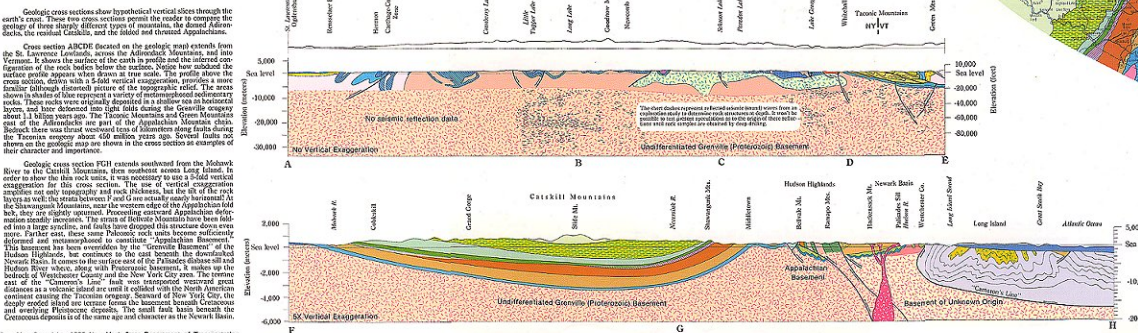 Geologic cross sections show hypothetical vertical slices through the
earth's crust. These two cross sections permit the reader to compare the
geology of three sharply different types of mountains, the domed Adiron-
dacks, the residual Catskills, and the folded and thrusted Appalachians.
Cross section ABCDE (located on the geologic map) extends from
the St. Lawrence Lowlands, across the Adirondack Mountains, and into
Vermont. It shows the surface of the earth in profile and the inferred con-
figuration of the rock bodies below the surface. Notice how subdued the
surface profile appears when drawn at true scale. The profile above the
cross section, drawn with a 5-fold vertical exaggeration, provides a more
familiar (although distorted) picture of the topographic relief. The areas
shown in shades of blue represent a variety of metamorphosed sedimentary
rocks. These rocks were originally deposited in a shallow sea as horizontal
layers, and later deformed into tight folds during the Grenville orogeny
about 1.1 billion years ago. The Taconic Mountains and Green Mountains
east of the Adirondacks are part of the Appalachian Mountain chain.
Bedrock there was thrust westward tens of kilometers along faults during
the Taconian orogeny about 450 million years ago. Several faults not
shown on the geologic map are shown in the cross section as examples of
their character and importance.
Geologic cross section FGH extends southward from the Mohawk
River to the Catskill Mountains, then southeast across Long Island. In
order to show the thin rock units, it was necessary to use a 5-fold vertical
exaggeration for this cross section. The use of vertical exaggeration
amplifies not only topography and rock thickness, but the tilt of the rock
layers as well; the strata between F and G are actually nearly horizontal! At
the Shawangunk Mountains, near the western edge of the Appalachian fold
belt, they are slightly upturned. Proceeding eastward Appalachian defor-
mation steadily increases. The strata of Schunnemunk Mountain have been fold-
ed into a large syncline, and faults have dropped this structure down even
more. Farther east, these same Paleozoic rock units become sufficiently
deformed and metamorphosed to constitute "Appalachian Basement."
This basement has been overridden by the "Grenville Basement" of the
Hudson Highlands, but continues to the east beneath the downfaulted
Newark Basin. It comes to the surface east of the Palisades diabase sill and
Hudson River where, along with Proterozoic basement, it makes up the
bedrock of Westchester County and the New York City area. The terrane
east of the "Cameron's Line" fault was transported westward great
distances as a volcanic island arc until it collided with the North American
continent causing the Taconian orogeny. Seaward of New York City, the
deeply eroded island arc terrane forms the basement beneath Cretaceous
and overlying Pleistocene deposits. The small fault basin beneath the
Cretaceous deposits is of the same age and character as the Newark Basin.
Long Lake
Taconic Mountains
NY VT
5,000
Sea level
-10,000
-20,000
-30,000
Elevation (meters)
10,000
Sea level
-20,000
-40,000
-60,000
-80,000
Elevation (feet)
No seismic reflection data
The short dashes represent reflected seismic (sound) waves from an
Undifferentiated Grenville (Proterozoic) Basement
No Vertical Exaggeration
A
B
C
D
E
Catskill Mountains
Hudson Highlands
Newark Basin
Mohawk R.
Cobleskill
Grand Gorge
Slide Mt.
Shawangunk Mts.
Middletown
Ramapo Mts.
Hackensack Mts.
Palisades Sill
Hudson R.
Westchester Co.
Long Island Sound
Long Island
Great South Bay
Atlantic Ocean
2,000
Sea level
-2,000
-4,000
-6,000
Elevation (meters)
Appalachian
Basement
Undifferentiated Grenville (Proterozoic) Basement
"Cameron's Line"
Basement of Unknown Origin
5X Vertical Exaggeration
F
G
H